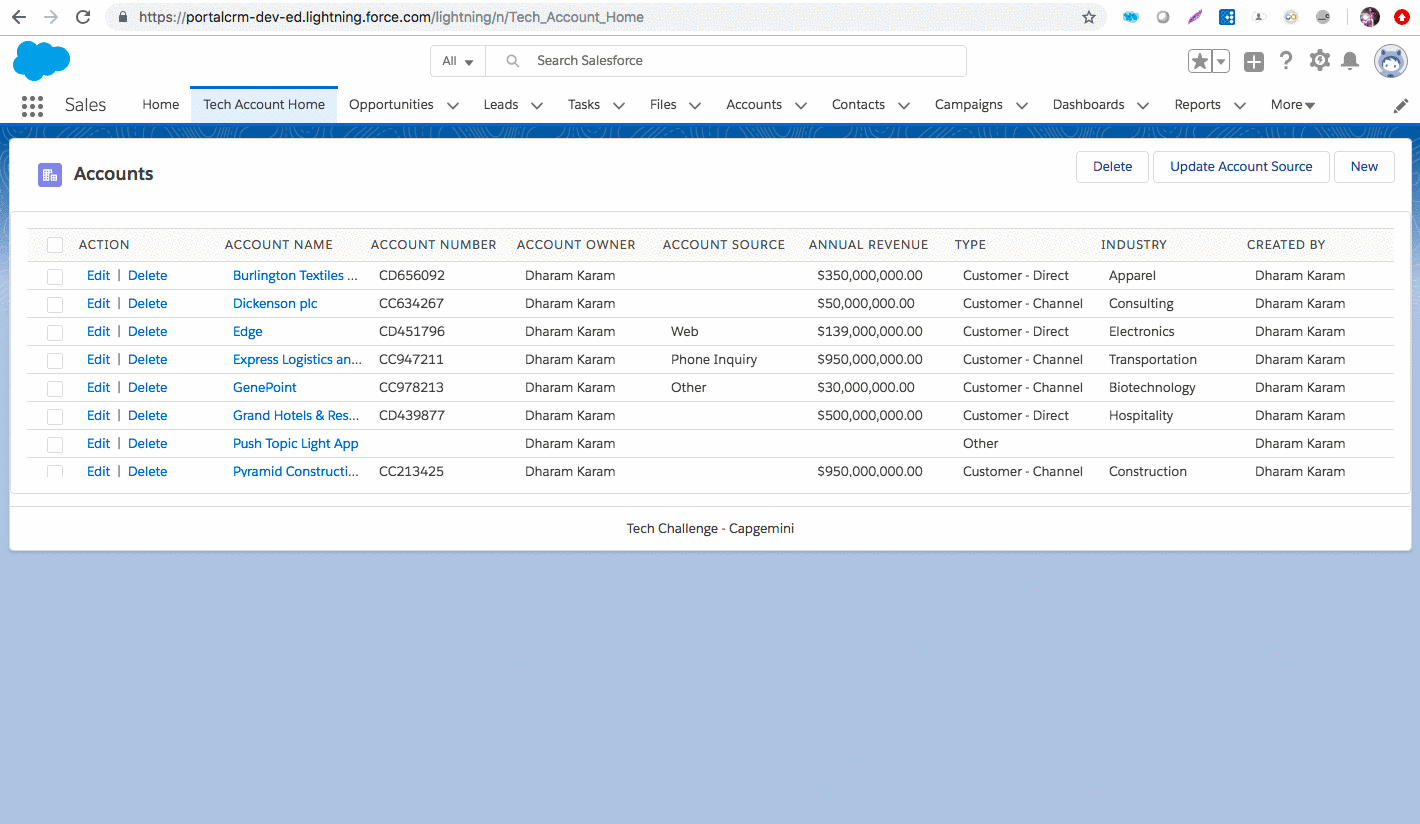 https://portalcrm-dev-ed.lightning.force.com/lightning/n/Tech_Account_Home
All Search Salesforce
Sales Home Tech Account Home Opportunities Leads Tasks Files Accounts Contacts Campaigns Dashboards Reports More
Accounts Delete Update Account Source New
ACTION ACCOUNT NAME ACCOUNT NUMBER ACCOUNT OWNER ACCOUNT SOURCE ANNUAL REVENUE TYPE INDUSTRY CREATED BY
Edit | Delete Burlington Textiles ... CD656092 Dharam Karam $350,000,000.00 Customer - Direct Apparel Dharam Karam
Edit | Delete Dickenson plc CC634267 Dharam Karam $50,000,000.00 Customer - Channel Consulting Dharam Karam
Edit | Delete Edge CD451796 Dharam Karam Web $139,000,000.00 Customer - Direct Electronics Dharam Karam
Edit | Delete Express Logistics an... CC947211 Dharam Karam Phone Inquiry $950,000,000.00 Customer - Channel Transportation Dharam Karam
Edit | Delete GenePoint CC978213 Dharam Karam Other $30,000,000.00 Customer - Channel Biotechnology Dharam Karam
Edit | Delete Grand Hotels & Res... CD439877 Dharam Karam $500,000,000.00 Customer - Direct Hospitality Dharam Karam
Edit | Delete Push Topic Light App Dharam Karam Other Dharam Karam
Edit | Delete Pyramid Constructi... CC213425 Dharam Karam $950,000,000.00 Customer - Channel Construction Dharam Karam
Tech Challenge - Capgemini